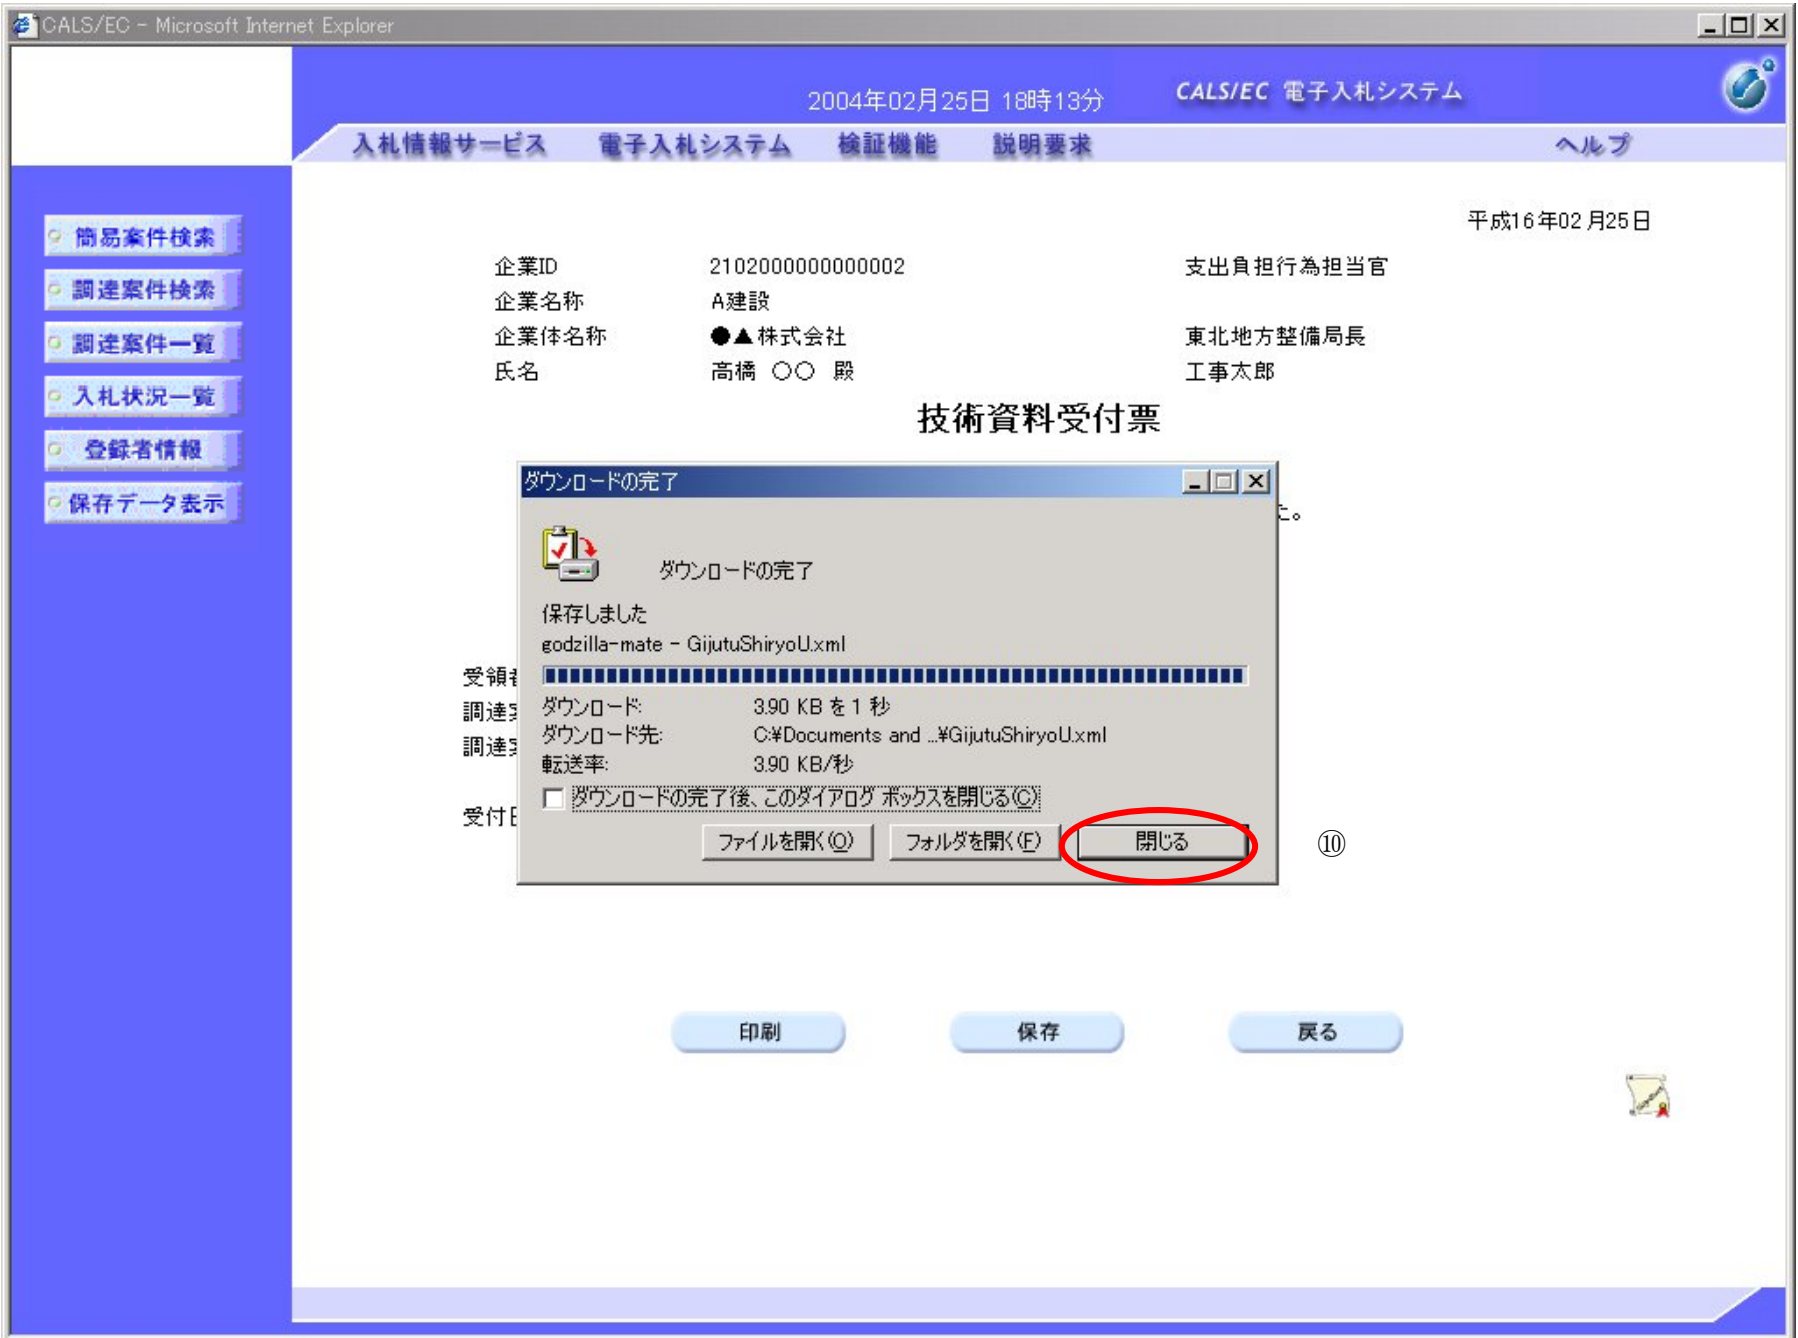 CALS/EC - Microsoft Internet Explorer
2004年02月25日 18時13分
CALS/EC 電子入札システム
入札情報サービス 電子入札システム 検証機能 説明要求 ヘルプ
簡易案件検索
調達案件検索
調達案件一覧
入札状況一覧
登録者情報
保存データ表示
平成16年02月25日
企業ID 2102000000000002 支出負担行為担当官
企業名称 A建設
企業体名称 ●▲株式会社 東北地方整備局長
氏名 高橋 〇〇 殿 工事太郎
技術資料受付票
た。
ダウンロードの完了
ダウンロードの完了
保存しました
godzilla-mate - GijutuShiryoU.xml
受領
調達
調達
受付
ダウンロード: 3.90 KB を 1 秒
ダウンロード先: C:¥Documents and ...¥GijutuShiryoU.xml
転送率: 3.90 KB/秒
ダウンロードの完了後、このダイアログ ボックスを閉じる(C)
ファイルを開く(O) フォルダを開く(F) 閉じる
⑩
印刷 保存 戻る